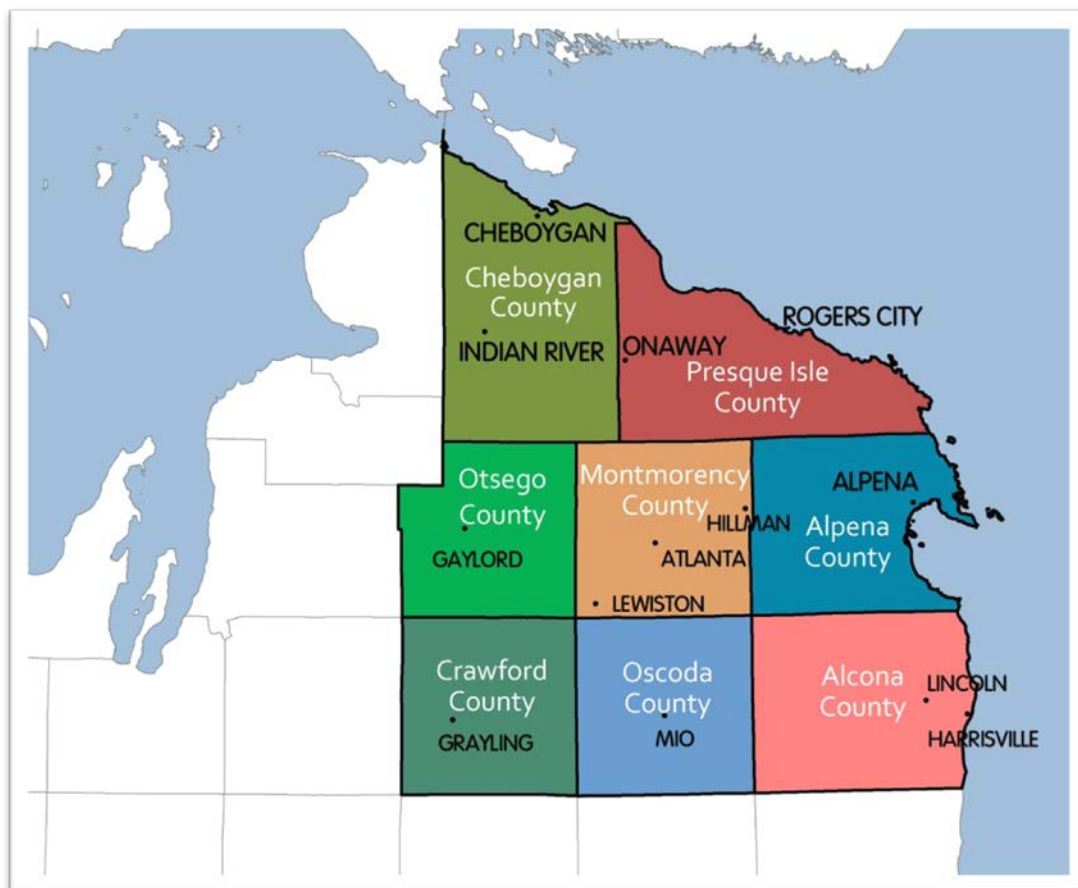 CHEBOYGAN
Cheboygan
County
INDIAN RIVER
ROGERS CITY
ONAWAY
Presque Isle
County
Otsego
County
GAYLORD
Montmorency
County
HILLMAN
ATLANTA
LEWISTON
ALPENA
Alpena
County
Crawford
County
GRAYLING
Oscoda
County
MIO
Alcona
County
LINCOLN
HARRISVILLE